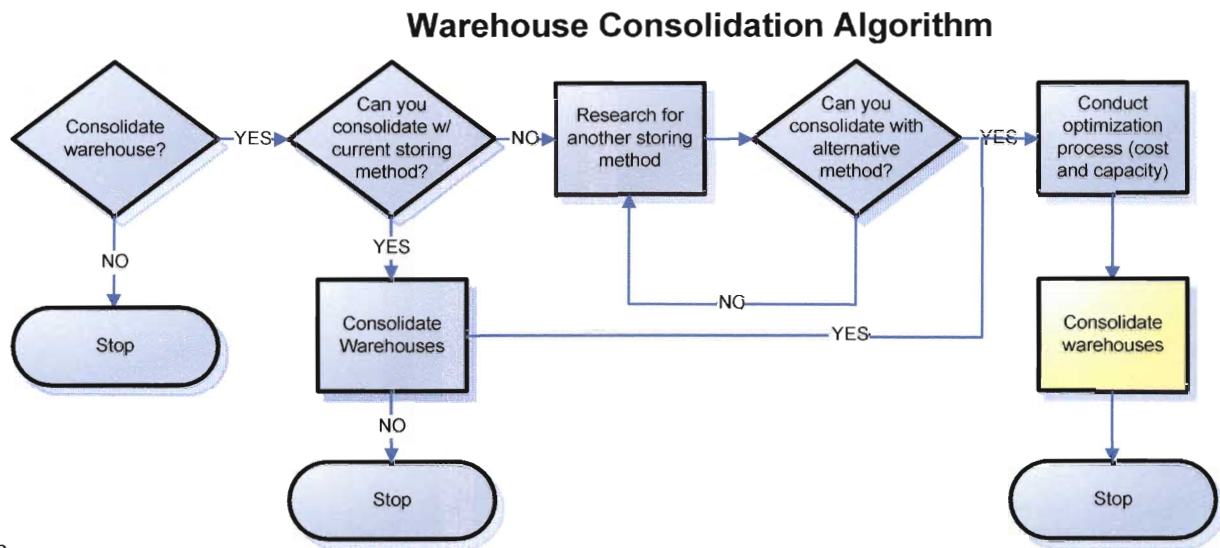 Warehouse Consolidation Algorithm
Consolidate
warehouse?
YES
Can you
consolidate w/
current storing
method?
NO
Research for
another storing
method
Can you
consolidate with
alternative
method?
YES
Conduct
optimization
process (cost
and capacity)
NO
YES
NO
Stop
Consolidate
Warehouses
YES
Consolidate
warehouses
NO
Stop
Stop